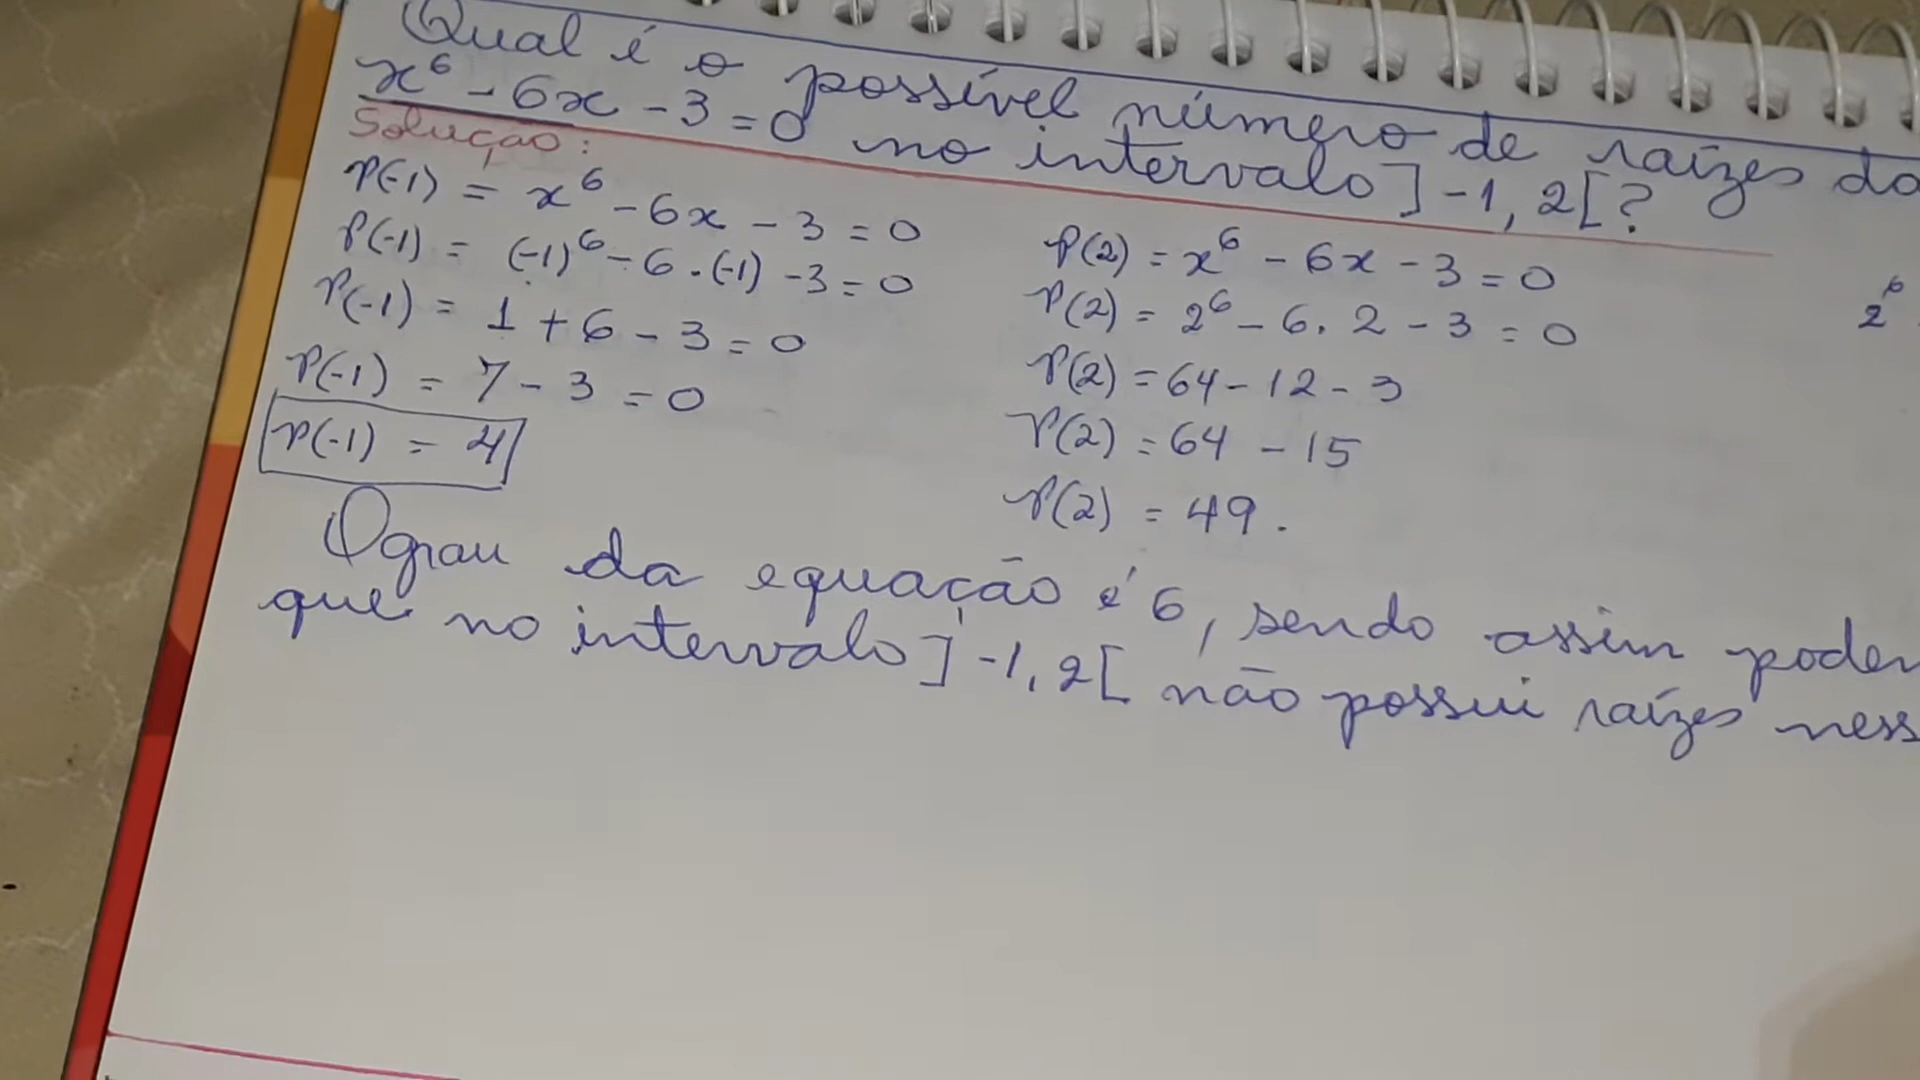 Qual é o possível número de raízes da
x⁶ - 6x - 3 = 0 no intervalo ]-1, 2[ ?
Solução:
P(-1) = x⁶ - 6x - 3 = 0
P(-1) = (-1)⁶ - 6 · (-1) - 3 = 0
P(-1) = 1 + 6 - 3 = 0
P(-1) = 7 - 3 = 0
P(-1) = 4
P(2) = x⁶ - 6x - 3 = 0
P(2) = 2⁶ - 6 . 2 - 3 = 0
P(2) = 64 - 12 - 3
P(2) = 64 - 15
P(2) = 49.
2⁶
O grau da equação é 6, sendo assim podem
que no intervalo ]-1, 2[ não possui raízes ness